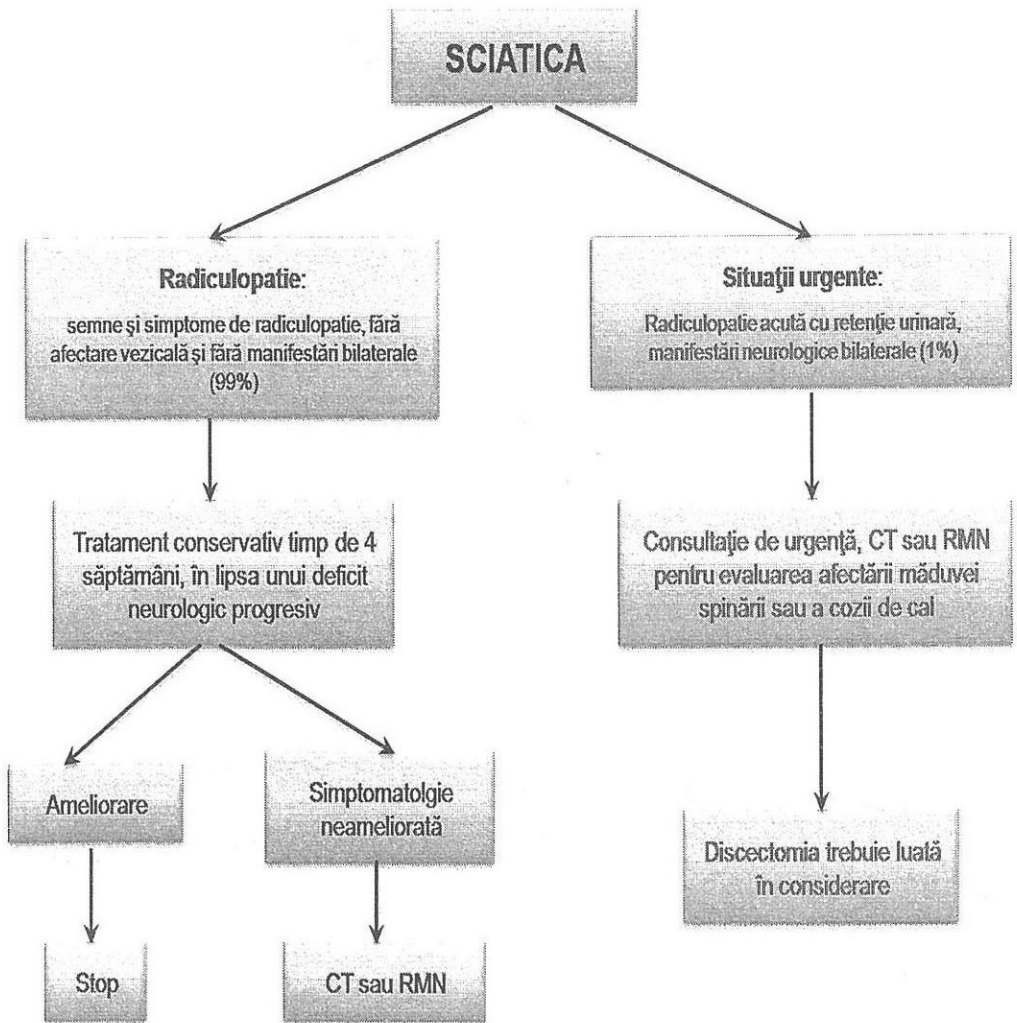 SCIATICA
Radiculopatie:
semne şi simptome de radiculopatie, fără
afectare vezicală şi fără manifestări bilaterale
(99%)
Situaţii urgente:
Radiculopatie acută cu retenţie urinară,
manifestări neurologice bilaterale (1%)
Tratament conservativ timp de 4
săptămâni, în lipsa unui deficit
neurologic progresiv
Consultaţie de urgenţă, CT sau RMN
pentru evaluarea afectării măduvei
spinării sau a cozii de cal
Ameliorare
Simptomatolgie
neameliorată
Discectomia trebuie luată
în considerare
Stop
CT sau RMN